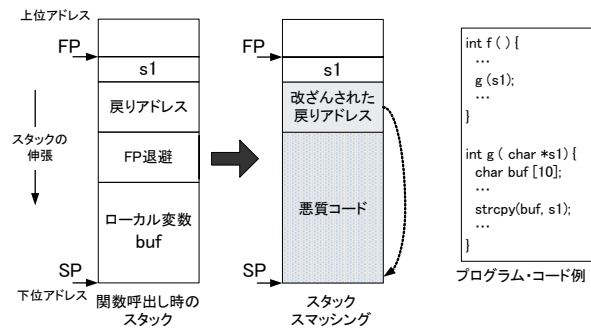 上位アドレス
FP
s1
戻りアドレス
スタックの
伸張
FP退避
ローカル変数
buf
SP
下位アドレス
関数呼出し時の
スタック
FP
s1
改ざんされた
戻りアドレス
悪質コード
SP
スタック
スマッシング
int f ( ) {
…
g (s1);
…
}
int g ( char *s1) {
char buf [10];
…
strcpy(buf, s1);
…
}
プログラム・コード例